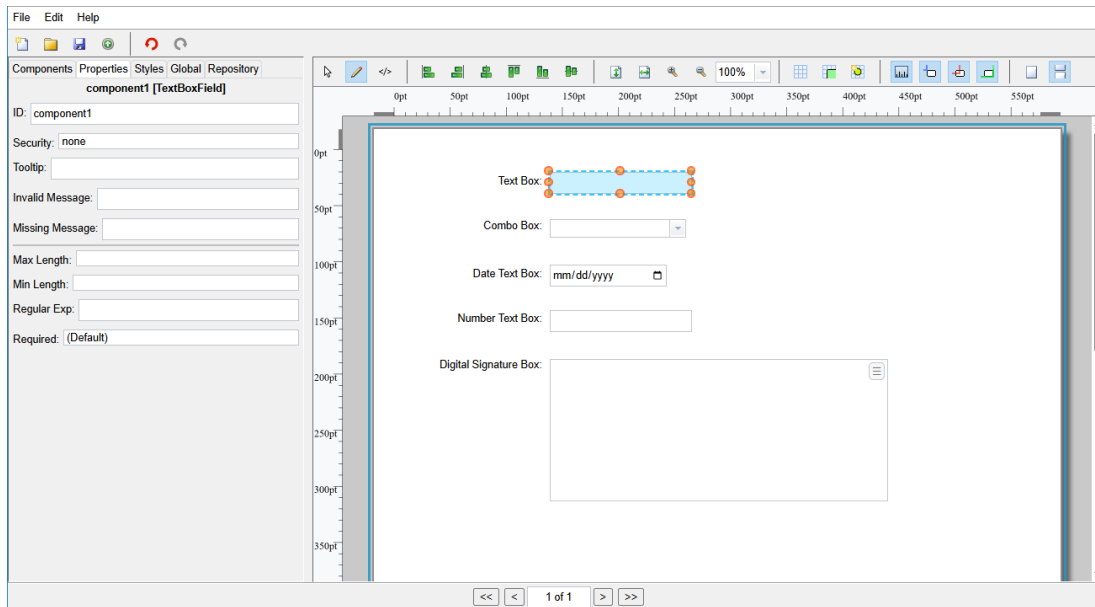 File Edit Help
Components Properties Styles Global Repository
component1 [TextBoxField]
ID: component1
Security: none
Tooltip:
Invalid Message:
Missing Message:
Max Length:
Min Length:
Regular Exp:
Required: (Default)
</> 100%
0pt 50pt 100pt 150pt 200pt 250pt 300pt 350pt 400pt 450pt 500pt 550pt
0pt
50pt
100pt
150pt
200pt
250pt
300pt
350pt
Text Box:
Combo Box:
Date Text Box: mm/dd/yyyy
Number Text Box:
Digital Signature Box:
<< < 1 of 1 > >>